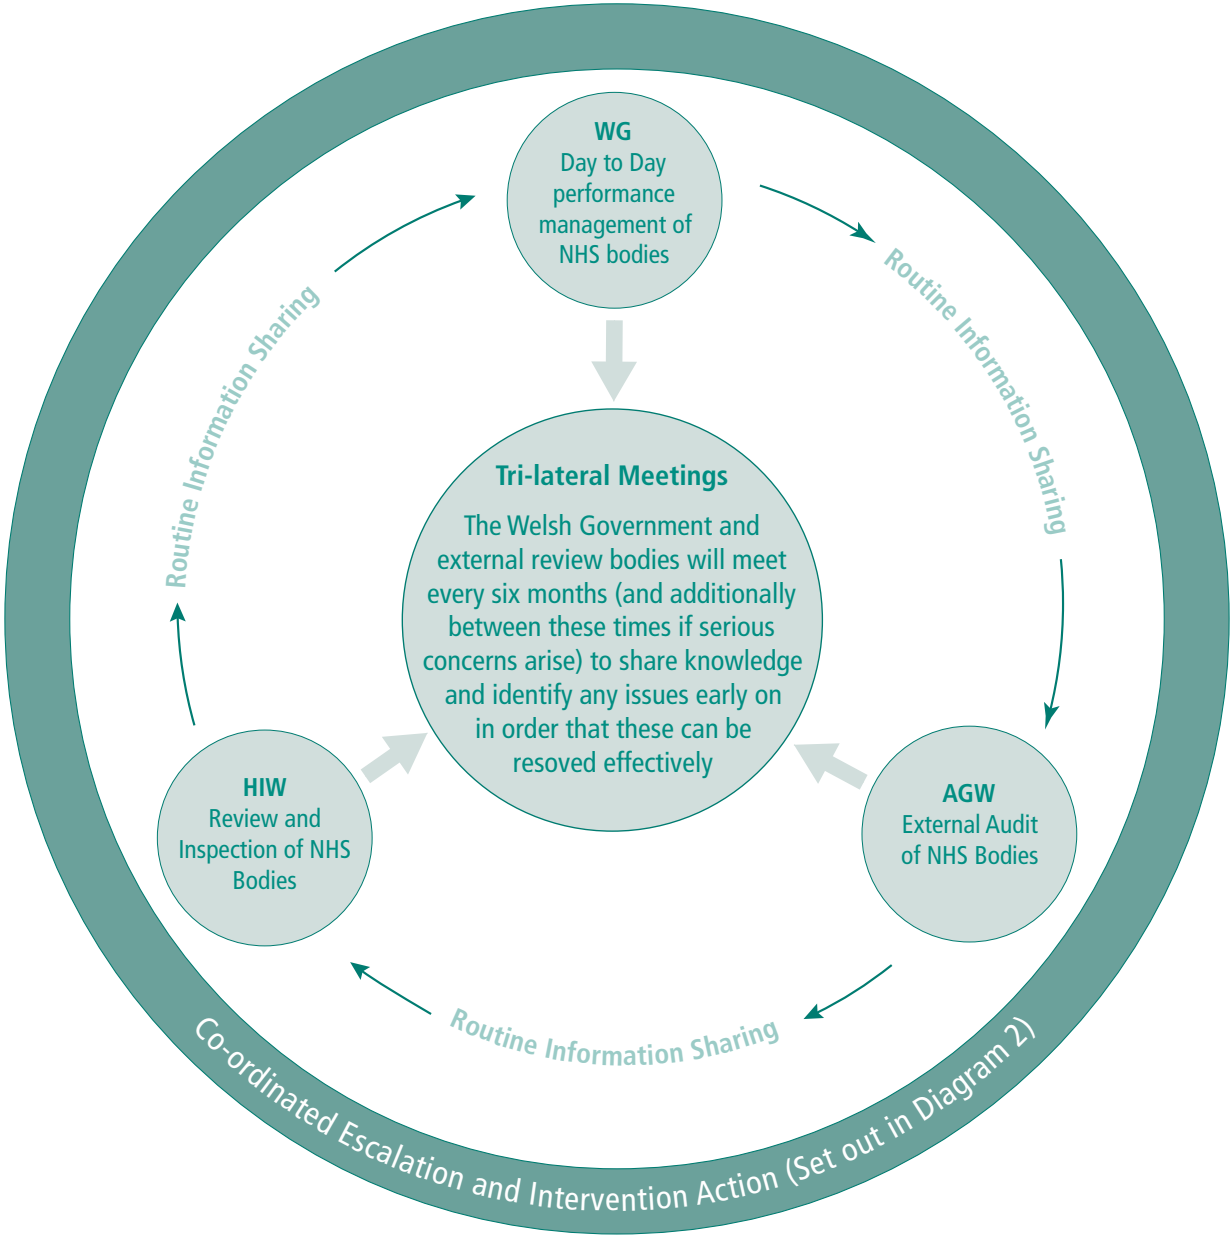 WG
Day to Day
performance
management of
NHS bodies
Routine Information Sharing
Routine Information Sharing
Tri-lateral Meetings
The Welsh Government and
external review bodies will meet
every six months (and additionally
between these times if serious
concerns arise) to share knowledge
and identify any issues early on
in order that these can be
resoved effectively
HIW
Review and
Inspection of NHS
Bodies
AGW
External Audit
of NHS Bodies
Routine Information Sharing
Co-ordinated Escalation and Intervention Action (Set out in Diagram 2)